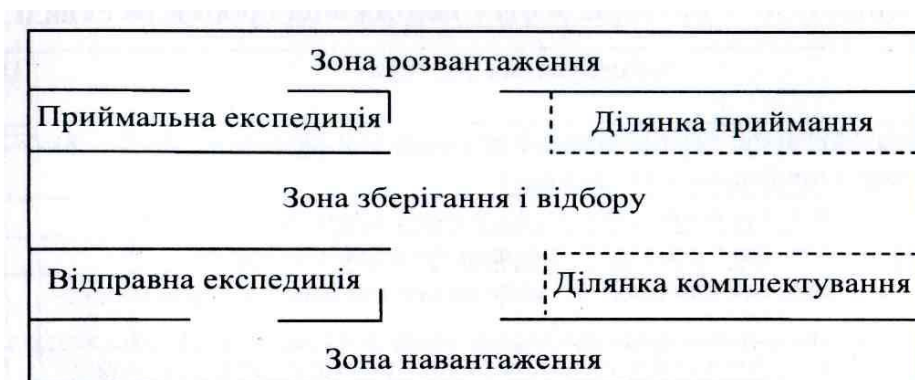 Зона розвантаження
Приймальна експедиція
Ділянка приймання
Зона зберігання і відбору
Відправна експедиція
Ділянка комплектування
Зона навантаження